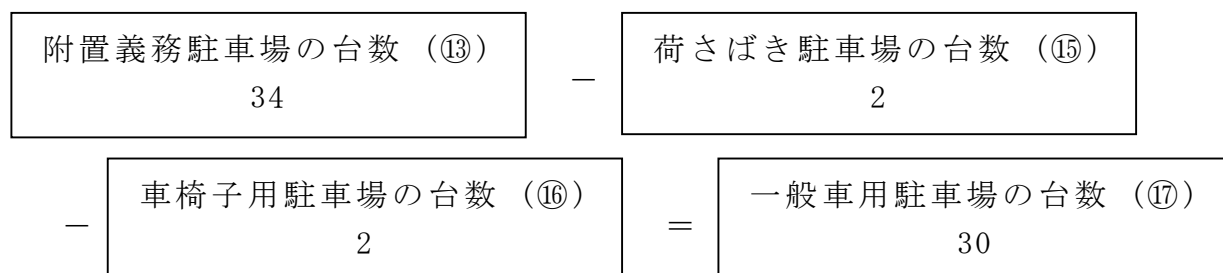 附置義務駐車場の台数（⑬）
34
－
荷さばき駐車場の台数（⑮）
2
－
車椅子用駐車場の台数（⑯）
2
＝
一般車用駐車場の台数（⑰）
30